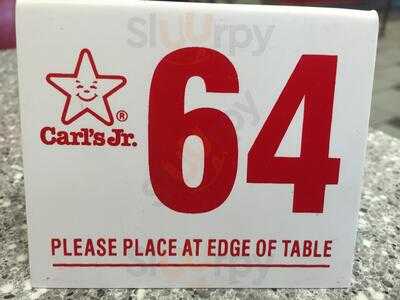 Sluurpy
64
®
Carl's Jr.
PLEASE PLACE AT EDGE OF TABLE